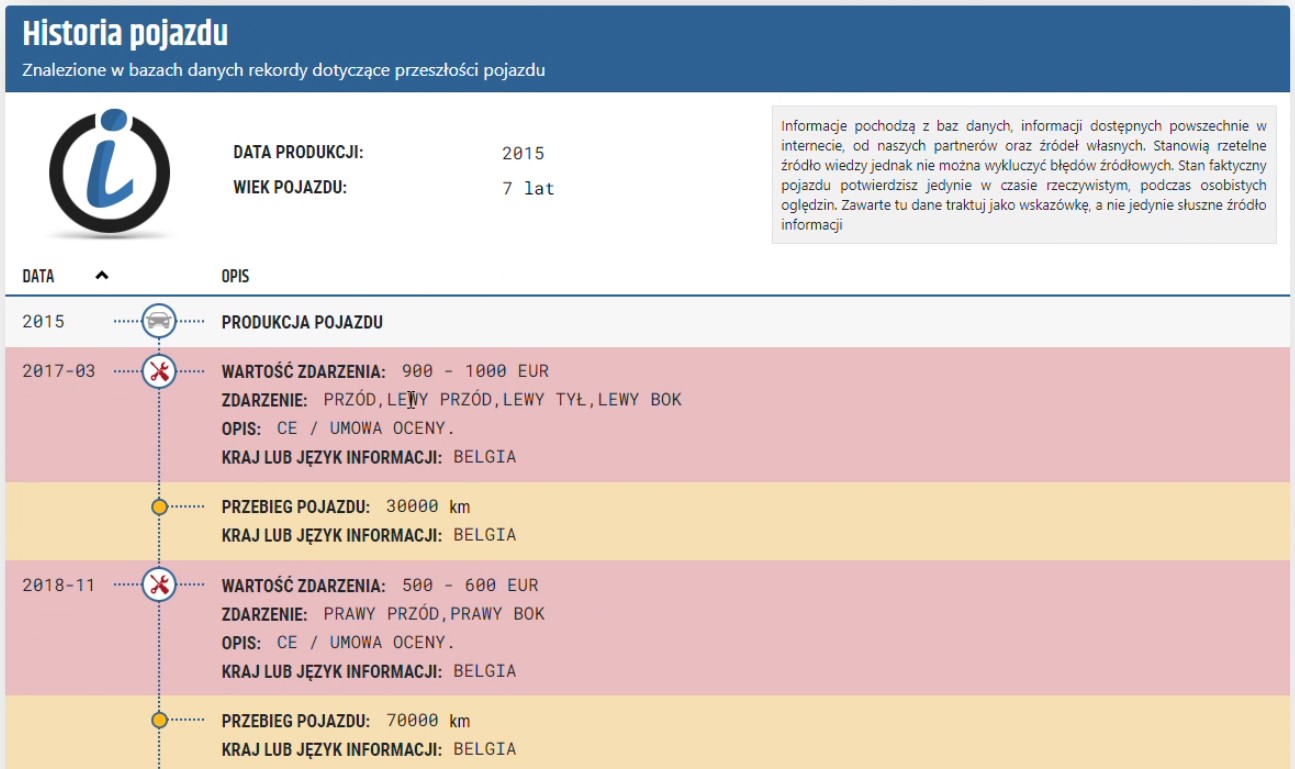 Historia pojazdu
Znalezione w bazach danych rekordy dotyczące przeszłości pojazdu
DATA PRODUKCJI: 2015
WIEK POJAZDU: 7 lat
Informacje pochodzą z baz danych, informacji dostępnych powszechnie w
internecie, od naszych partnerów oraz źródeł własnych. Stanowią rzetelne
źródło wiedzy jednak nie można wykluczyć błędów źródłowych. Stan faktyczny
pojazdu potwierdzisz jedynie w czasie rzeczywistym, podczas osobistych
oględzin. Zawarte tu dane traktuj jako wskazówkę, a nie jedynie słuszne źródło
informacji
DATA OPIS
2015 PRODUKCJA POJAZDU
2017-03 WARTOŚĆ ZDARZENIA: 900 - 1000 EUR
ZDARZENIE: PRZÓD,LEWY PRZÓD,LEWY TYŁ,LEWY BOK
OPIS: CE / UMOWA OCENY.
KRAJ LUB JĘZYK INFORMACJI: BELGIA
PRZEBIEG POJAZDU: 30000 km
KRAJ LUB JĘZYK INFORMACJI: BELGIA
2018-11 WARTOŚĆ ZDARZENIA: 500 - 600 EUR
ZDARZENIE: PRAWY PRZÓD,PRAWY BOK
OPIS: CE / UMOWA OCENY.
KRAJ LUB JĘZYK INFORMACJI: BELGIA
PRZEBIEG POJAZDU: 70000 km
KRAJ LUB JĘZYK INFORMACJI: BELGIA